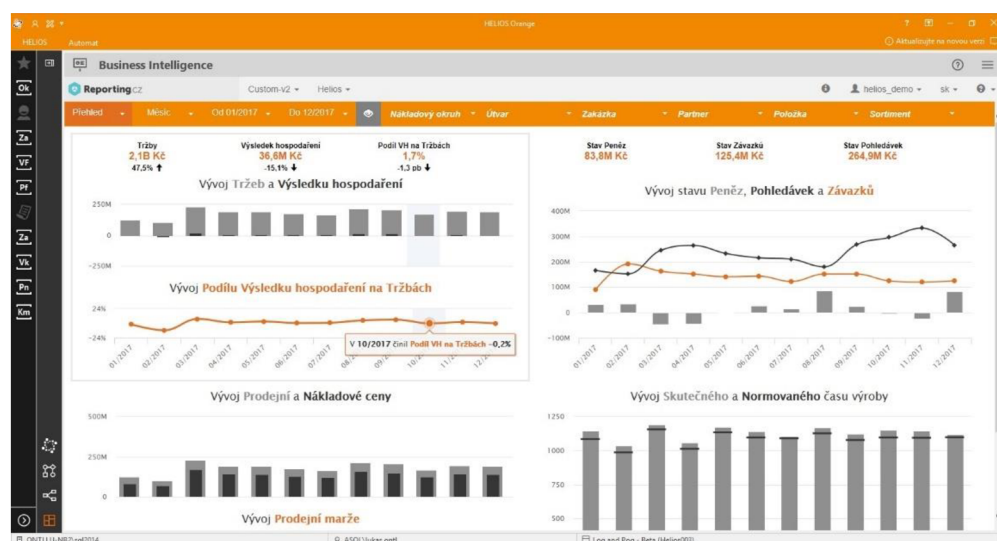 HELIOS Orange
HELIOS Automat
Aktualizujte na novou verzi
Business Intelligence
Reporting.cz Custom-v2 Helios helios_demo sk
Přehled Měsíc Od 01/2017 Do 12/2017 Nákladový okruh Útvar Zakázka Partner Položka Sortiment
Ok
Za
VF
Př
Za
Vk
Pn
Km
Tržby Výsledek hospodaření Podíl VH na Tržbách
2,1B Kč 36,6M Kč 1,7%
47,5% -15,1% -1,3 pb
Vývoj Tržeb a Výsledku hospodaření
250M
0
-250M
Vývoj Podílu Výsledku hospodaření na Tržbách
24%
-24%
V 10/2017 činil Podíl VH na Tržbách -0,2%
01/2017 02/2017 03/2017 04/2017 05/2017 06/2017 07/2017 08/2017 09/2017 10/2017 11/2017 12/2017
Stav Peněz Stav Závazků Stav Pohledávek
83,8M Kč 125,4M Kč 264,9M Kč
Vývoj stavu Peněz, Pohledávek a Závazků
400M
300M
200M
100M
0
-100M
01/2017 02/2017 03/2017 04/2017 05/2017 06/2017 07/2017 08/2017 09/2017 10/2017 11/2017 12/2017
Vývoj Prodejní a Nákladové ceny
500M
250M
0
Vývoj Prodejní marže
Vývoj Skutečného a Normovaného času výroby
1250
1000
750
500